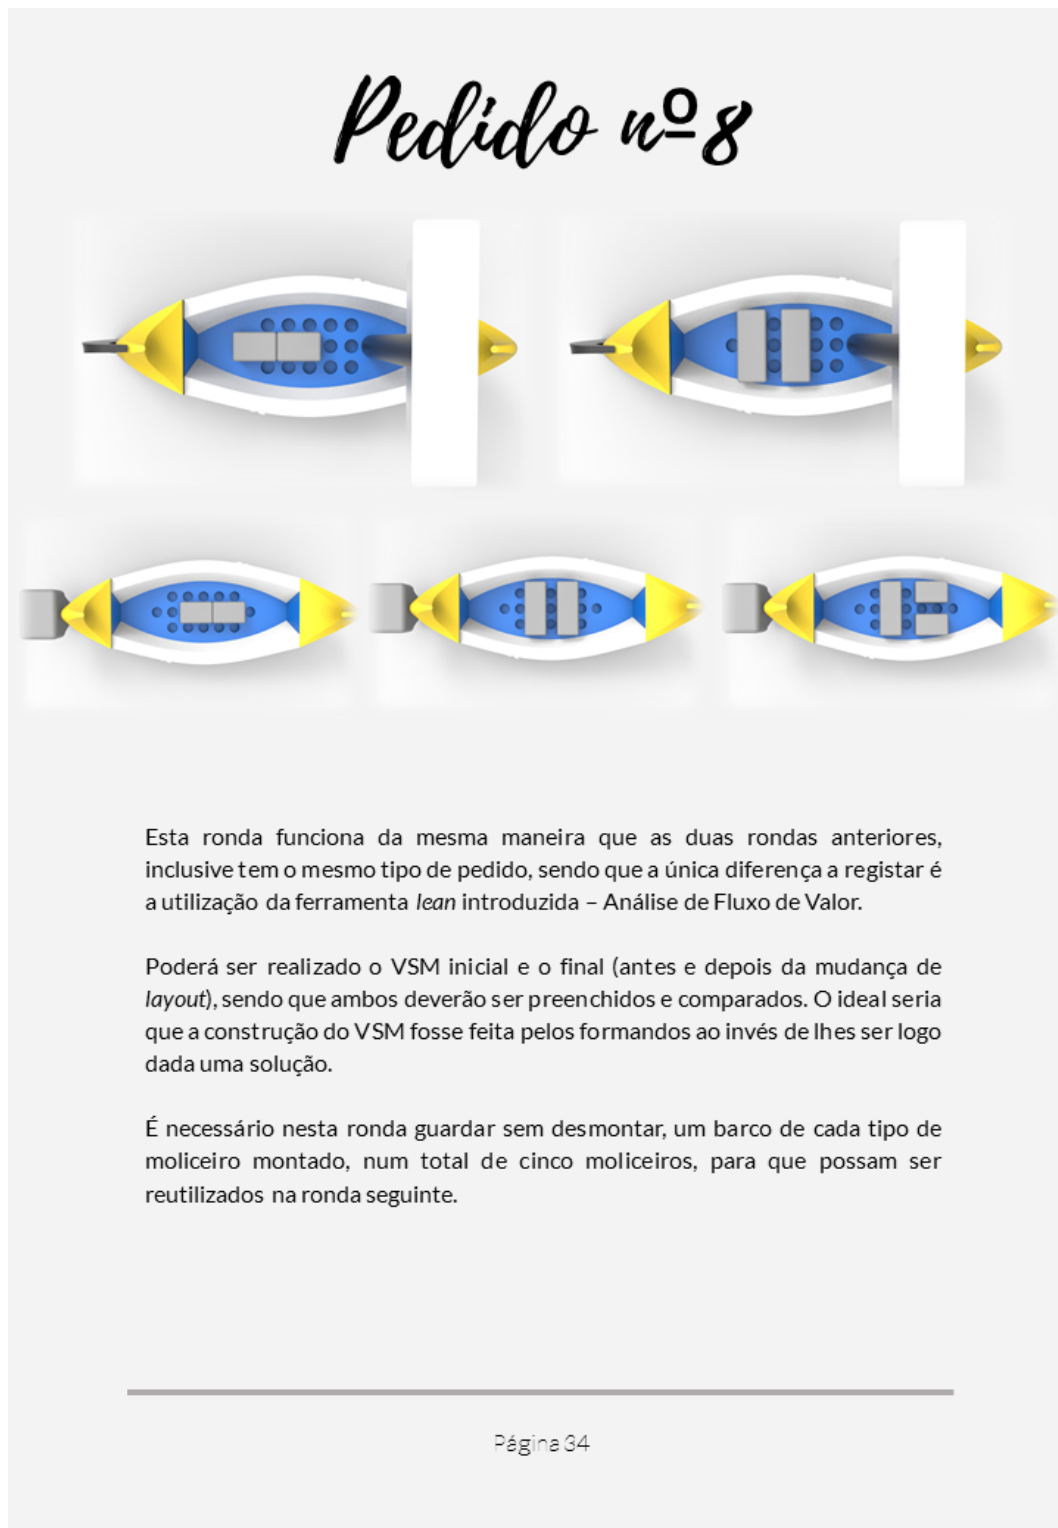 Pedido nº8
Esta ronda funciona da mesma maneira que as duas rondas anteriores,
inclusive tem o mesmo tipo de pedido, sendo que a única diferença a registar é
a utilização da ferramenta lean introduzida – Análise de Fluxo de Valor.
Poderá ser realizado o VSM inicial e o final (antes e depois da mudança de
layout), sendo que ambos deverão ser preenchidos e comparados. O ideal seria
que a construção do VSM fosse feita pelos formandos ao invés de lhes ser logo
dada uma solução.
É necessário nesta ronda guardar sem desmontar, um barco de cada tipo de
moliceiro montado, num total de cinco moliceiros, para que possam ser
reutilizados na ronda seguinte.
Página 34